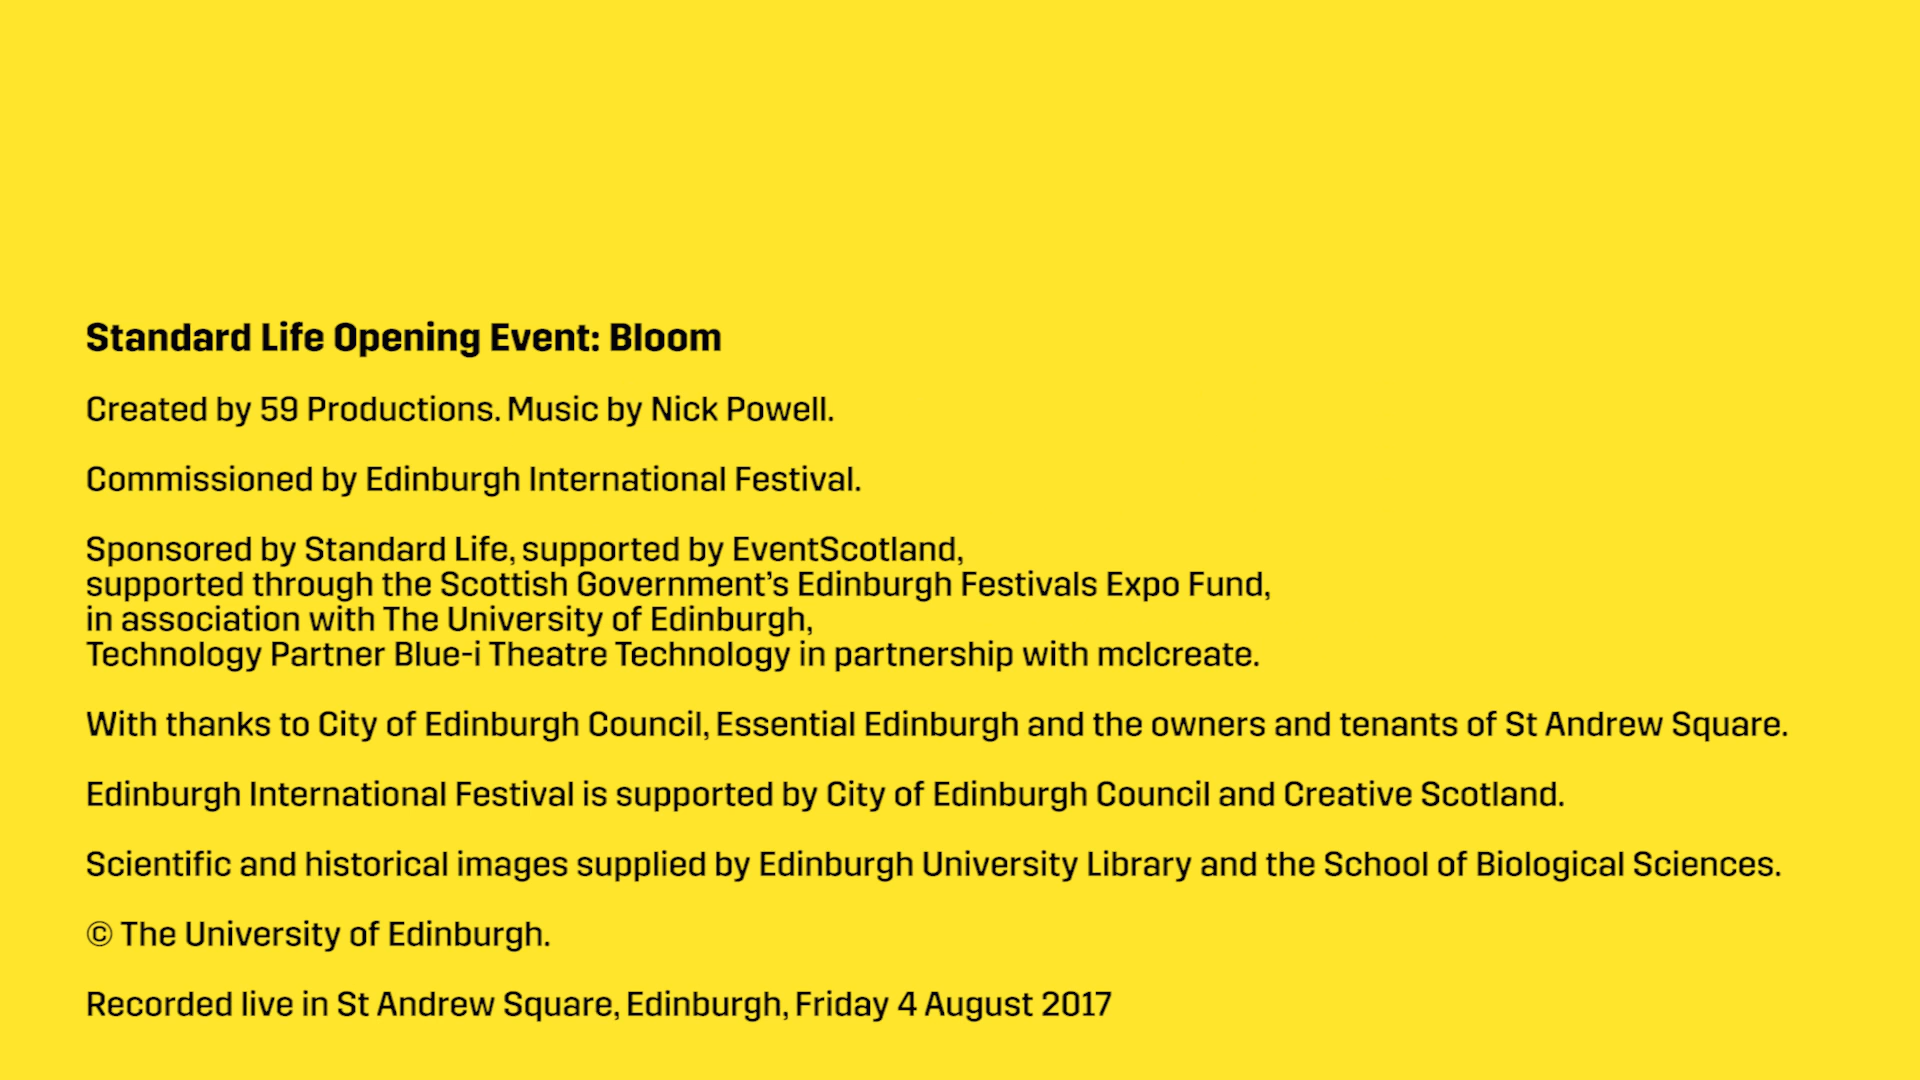 Standard Life Opening Event: Bloom
Created by 59 Productions. Music by Nick Powell.
Commissioned by Edinburgh International Festival.
Sponsored by Standard Life, supported by EventScotland,
supported through the Scottish Government’s Edinburgh Festivals Expo Fund,
in association with The University of Edinburgh,
Technology Partner Blue-i Theatre Technology in partnership with mclcreate.
With thanks to City of Edinburgh Council, Essential Edinburgh and the owners and tenants of St Andrew Square.
Edinburgh International Festival is supported by City of Edinburgh Council and Creative Scotland.
Scientific and historical images supplied by Edinburgh University Library and the School of Biological Sciences.
© The University of Edinburgh.
Recorded live in St Andrew Square, Edinburgh, Friday 4 August 2017